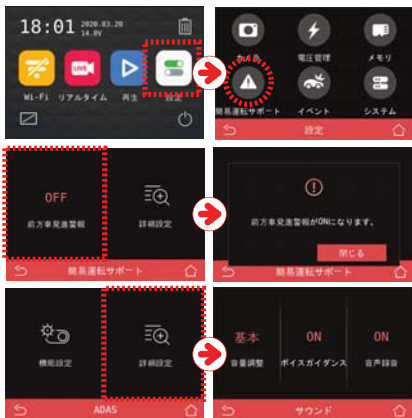 18:01 2020.03.20
14.0V
Wi-Fi リアルタイム 再生 設定
LIVE
カメラ 電圧管理 メモリ
簡易運転サポート イベント システム
設定
OFF
前方車発進警報 詳細設定
簡易運転サポート
前方車発進警報がONになります。
閉じる
簡易運転サポート
機能設定 詳細設定
ADAS
基本 ON ON
音量調整 ボイスガイダンス 音声録音
サウンド